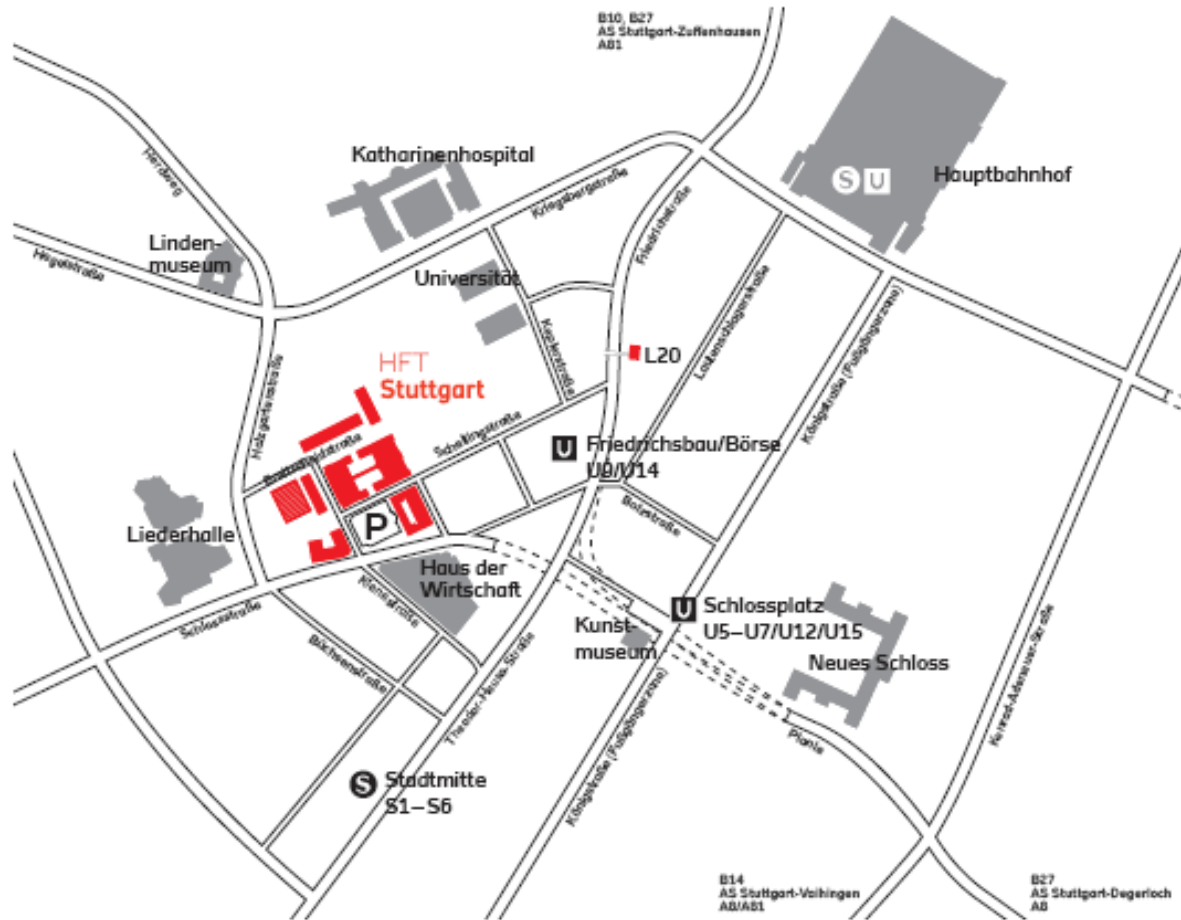 B10, B27
AS Stuttgart-Zuffenhausen
A81
Katharinenhospital
S U
Hauptbahnhof
Herdweg
Kriegsbergstraße
Friedrichstraße
Linden-
museum
Hegelstraße
Universität
Keplerstraße
Lautenschlagerstraße
Königstraße (Fußgängerzone)
L20
HFT
Stuttgart
Holzgartenstraße
Schellingstraße
Breitscheidstraße
U Friedrichsbau/Börse
U9/U14
Bolzstraße
P
Liederhalle
Haus der
Wirtschaft
Kienestraße
Schlossstraße
Büchsenstraße
Theodor-Heuss-Straße
U Schlossplatz
U5–U7/U12/U15
Kunst-
museum
Neues Schloss
Konrad-Adenauer-Straße
Planie
Königstraße (Fußgängerzone)
S Stadtmitte
S1–S6
B14
AS Stuttgart-Vaihingen
A8/A81
B27
AS Stuttgart-Degerloch
A8